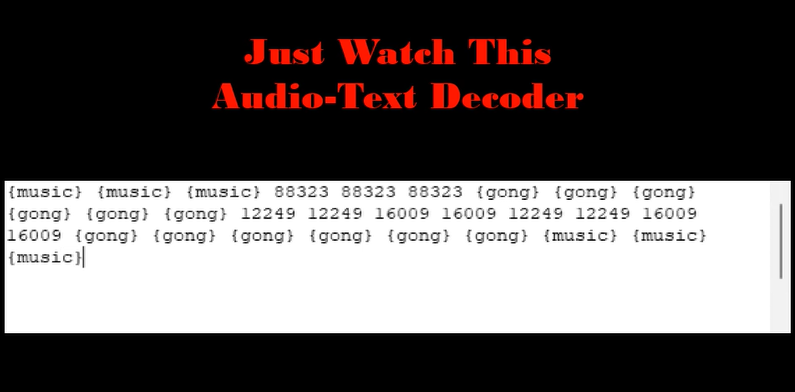 Just Watch This
Audio-Text Decoder
{music} {music} {music} 88323 88323 88323 {gong} {gong} {gong}
{gong} {gong} {gong} 12249 12249 16009 16009 12249 12249 16009
16009 {gong} {gong} {gong} {gong} {gong} {gong} {music} {music}
{music}